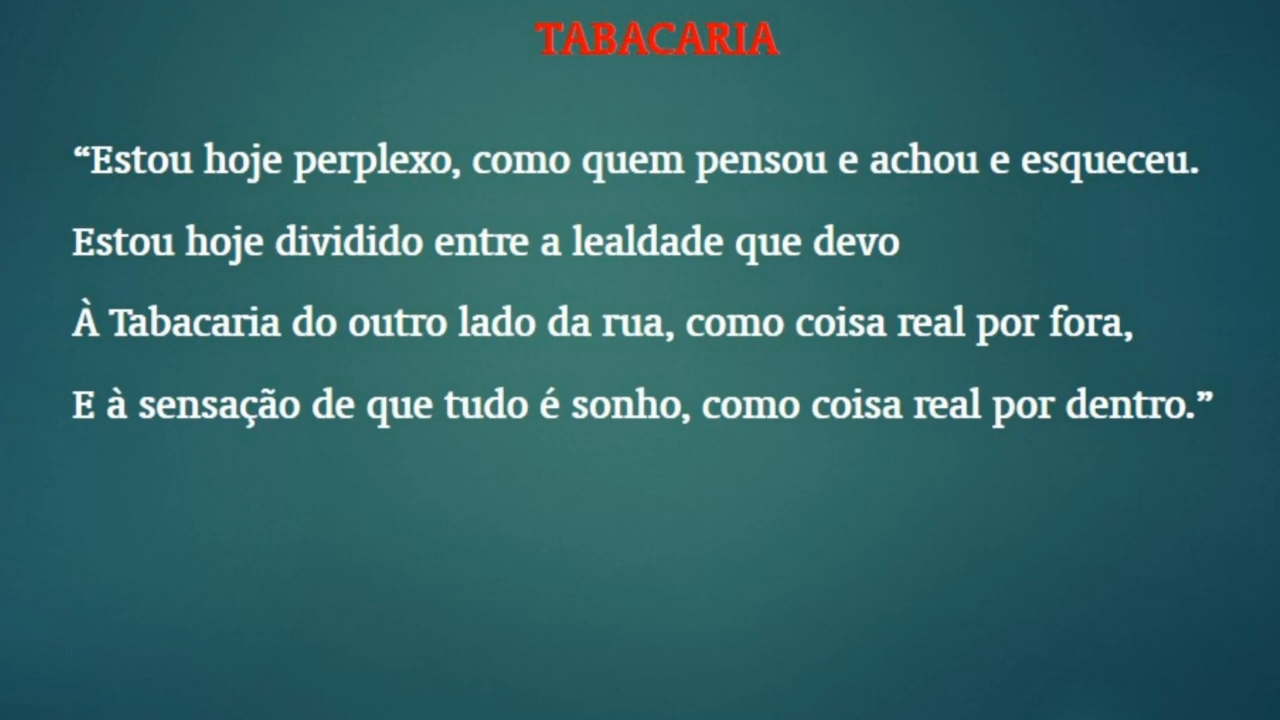 TABACARIA
“Estou hoje perplexo, como quem pensou e achou e esqueceu.
Estou hoje dividido entre a lealdade que devo
À Tabacaria do outro lado da rua, como coisa real por fora,
E à sensação de que tudo é sonho, como coisa real por dentro.”